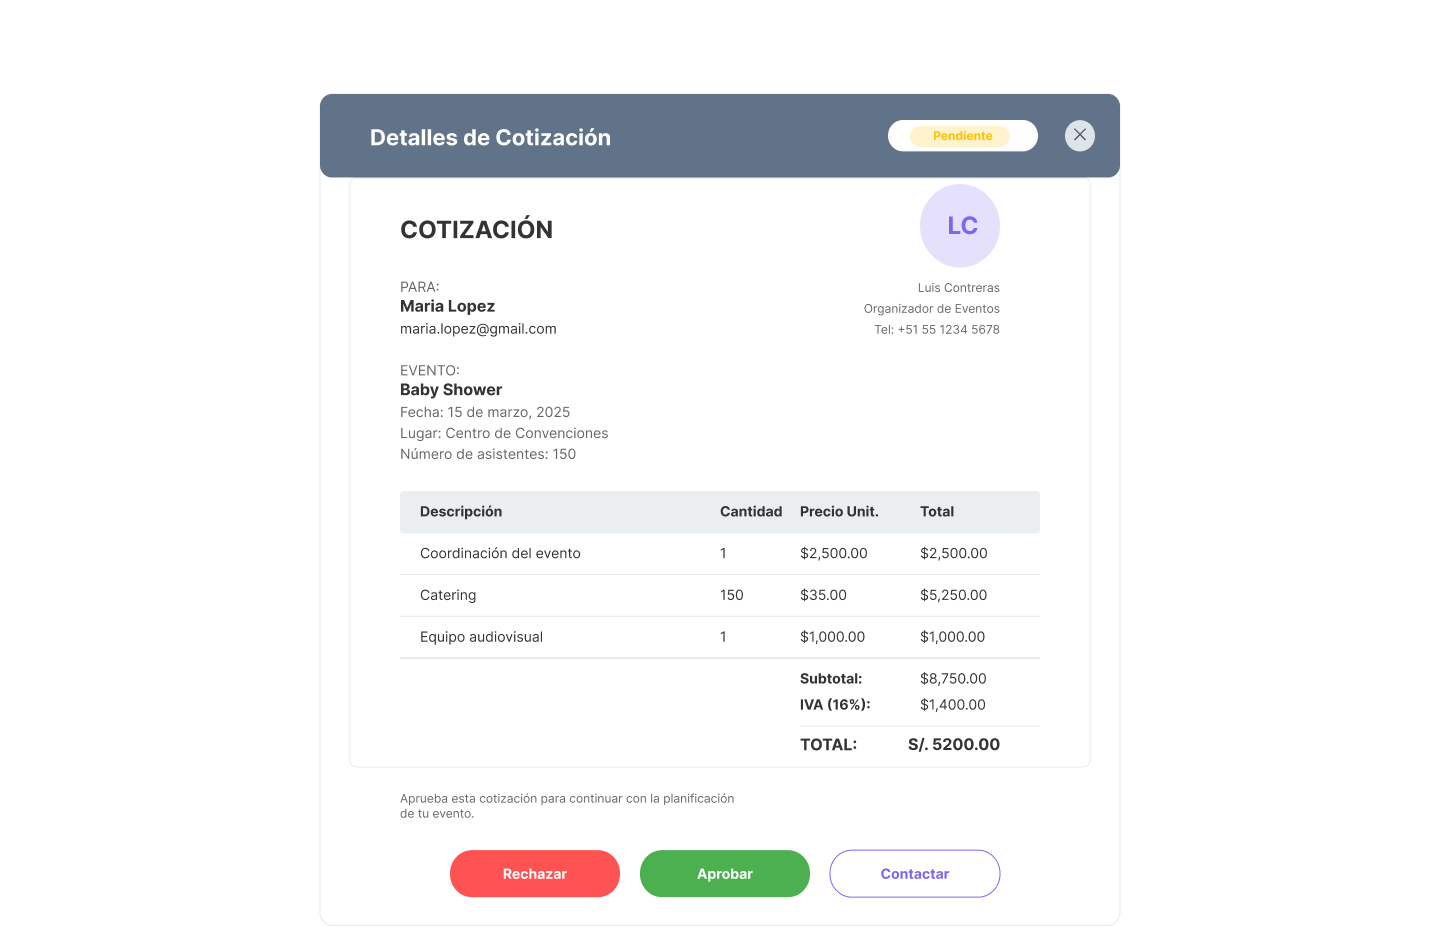 Detalles de Cotización
Pendiente
COTIZACIÓN
LC
PARA:
Maria Lopez
maria.lopez@gmail.com
Luis Contreras
Organizador de Eventos
Tel: +51 55 1234 5678
EVENTO:
Baby Shower
Fecha: 15 de marzo, 2025
Lugar: Centro de Convenciones
Número de asistentes: 150
Descripción Cantidad Precio Unit. Total
Coordinación del evento 1 $2,500.00 $2,500.00
Catering 150 $35.00 $5,250.00
Equipo audiovisual 1 $1,000.00 $1,000.00
Subtotal: $8,750.00
IVA (16%): $1,400.00
TOTAL: S/. 5200.00
Aprueba esta cotización para continuar con la planificación
de tu evento.
Rechazar Aprobar Contactar